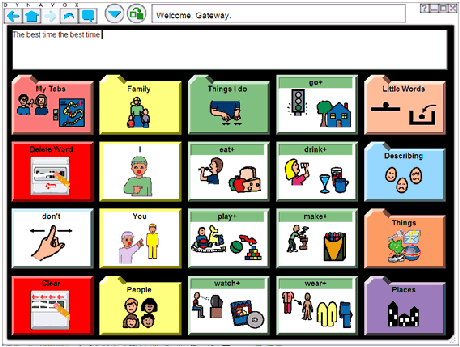 DYNAVOX
Welcome. Gateway.
The best time the best time
My Tabs
Family
Things I do
go+
Little Words
Delete Word
I
eat+
drink+
Describing
don't
You
play+
make+
Things
Clear
People
watch+
wear+
Places